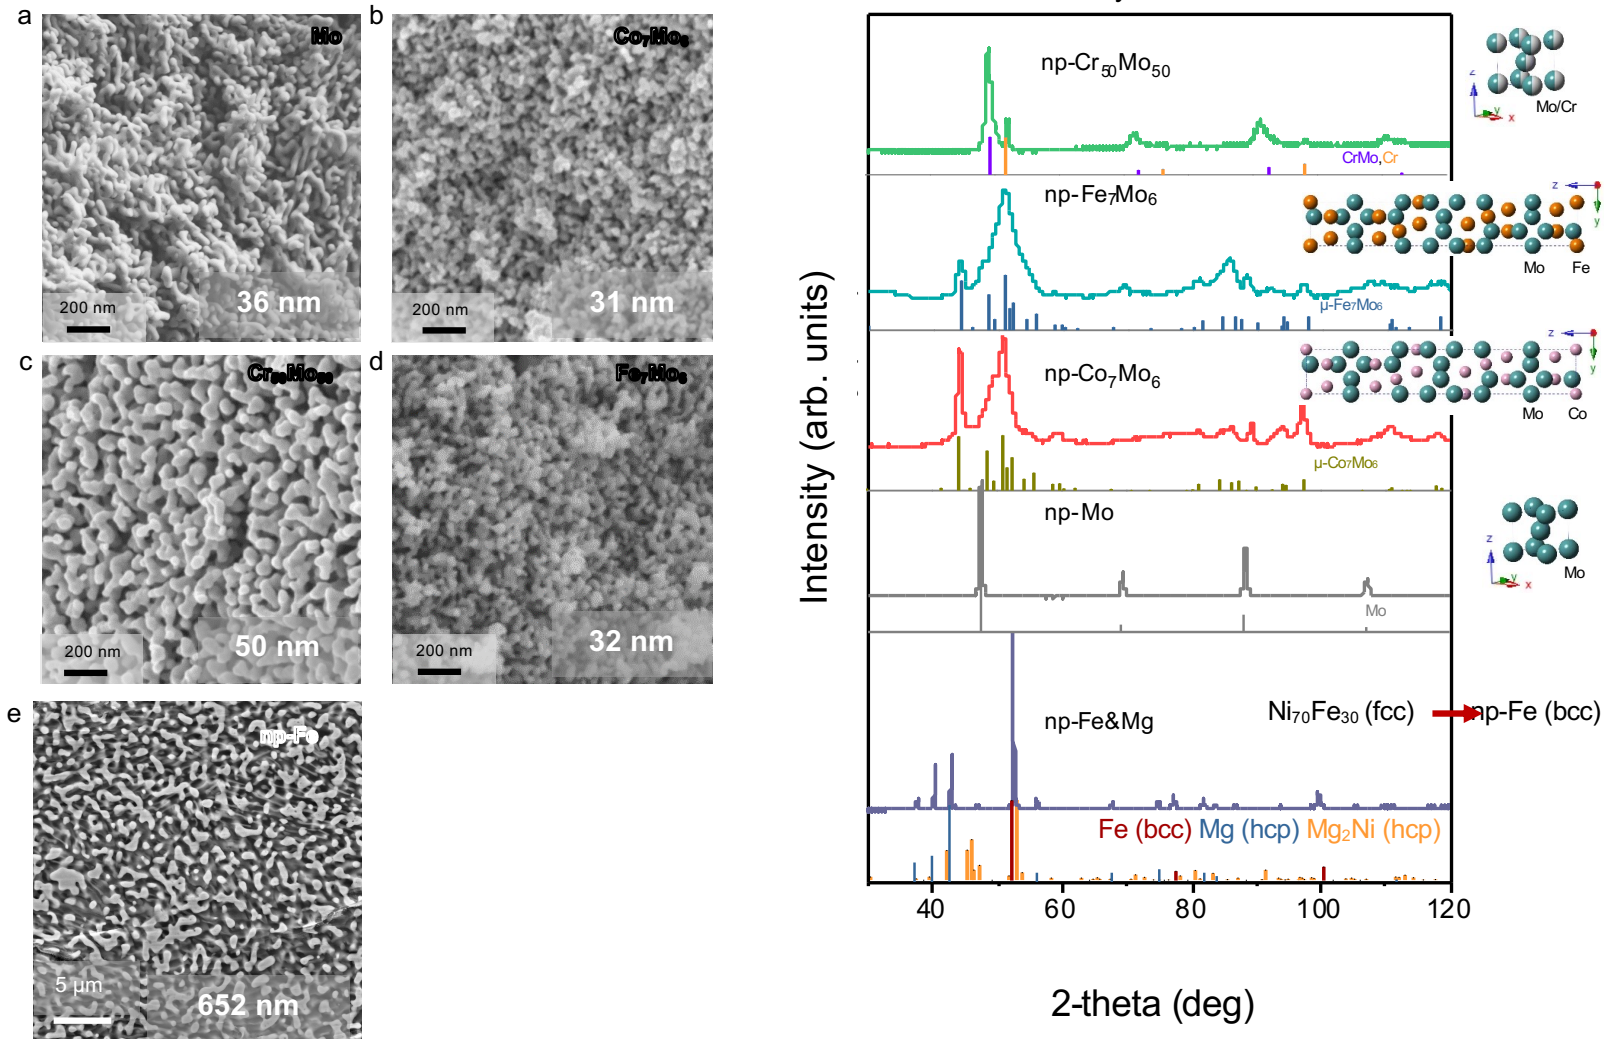 a
Mo
200 nm
36 nm
b
Co₇Mo₆
200 nm
31 nm
c
Cr₅₀Mo₅₀
200 nm
50 nm
d
Fe₇Mo₆
200 nm
32 nm
e
np-Fe
5 μm
652 nm
Intensity (arb. units)
np-Cr₅₀Mo₅₀
CrMo,Cr
z
y
x
Mo/Cr
np-Fe₇Mo₆
μ-Fe₇Mo₆
z
y
Mo Fe
np-Co₇Mo₆
μ-Co₇Mo₆
z
y
Mo Co
np-Mo
Mo
z
y
x
Mo
np-Fe&Mg
Ni₇₀Fe₃₀ (fcc) np-Fe (bcc)
Fe (bcc) Mg (hcp) Mg₂Ni (hcp)
40 60 80 100 120
2-theta (deg)